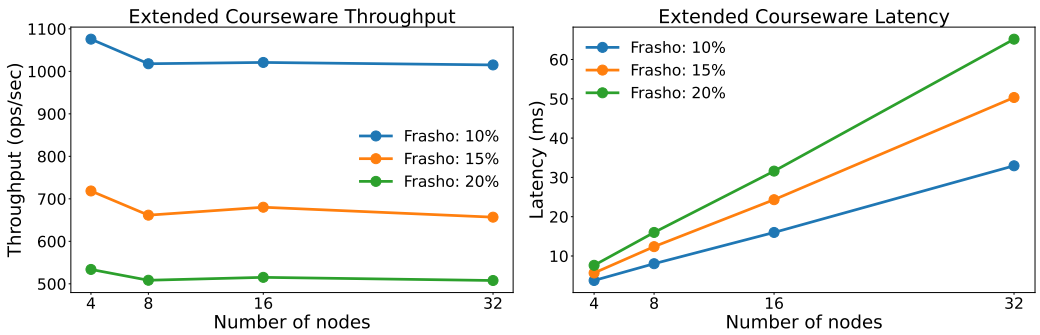 Extended Courseware Throughput
1100
1000
900
800
700
600
500
Throughput (ops/sec)
Frasho: 10%
Frasho: 15%
Frasho: 20%
4 8 16 32
Number of nodes
Extended Courseware Latency
60
50
40
30
20
10
Latency (ms)
Frasho: 10%
Frasho: 15%
Frasho: 20%
4 8 16 32
Number of nodes